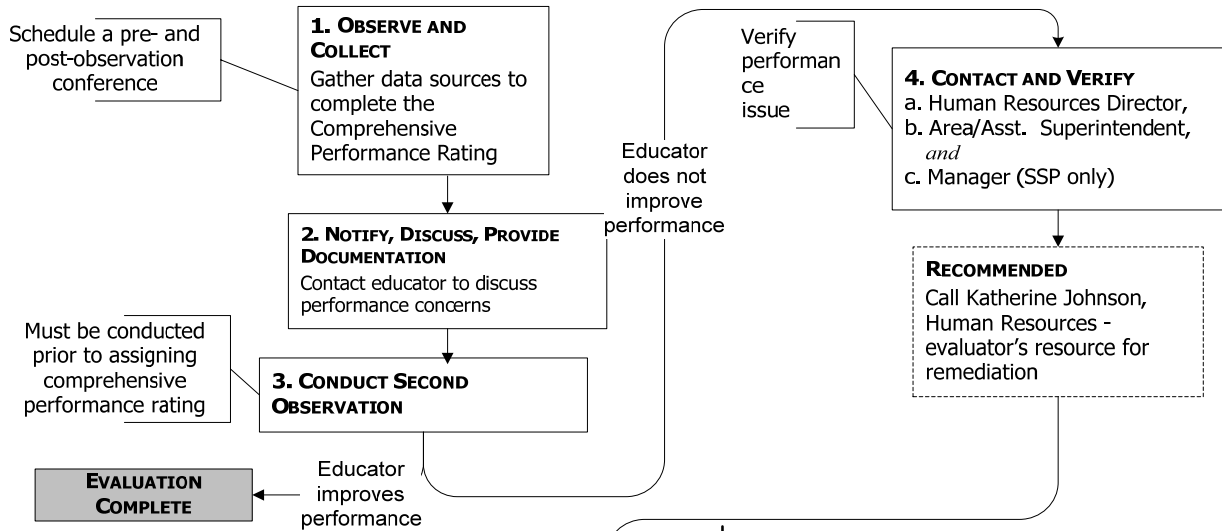 Schedule a pre- and
post-observation
conference
1. OBSERVE AND
COLLECT
Gather data sources to
complete the
Comprehensive
Performance Rating
2. NOTIFY, DISCUSS, PROVIDE
DOCUMENTATION
Contact educator to discuss
performance concerns
Must be conducted
prior to assigning
comprehensive
performance rating
3. CONDUCT SECOND
OBSERVATION
EVALUATION
COMPLETE
Educator
improves
performance
Educator
does not
improve
performance
Verify
performan
ce
issue
4. CONTACT AND VERIFY
a. Human Resources Director,
b. Area/Asst. Superintendent,
and
c. Manager (SSP only)
RECOMMENDED
Call Katherine Johnson,
Human Resources -
evaluator's resource for
remediation